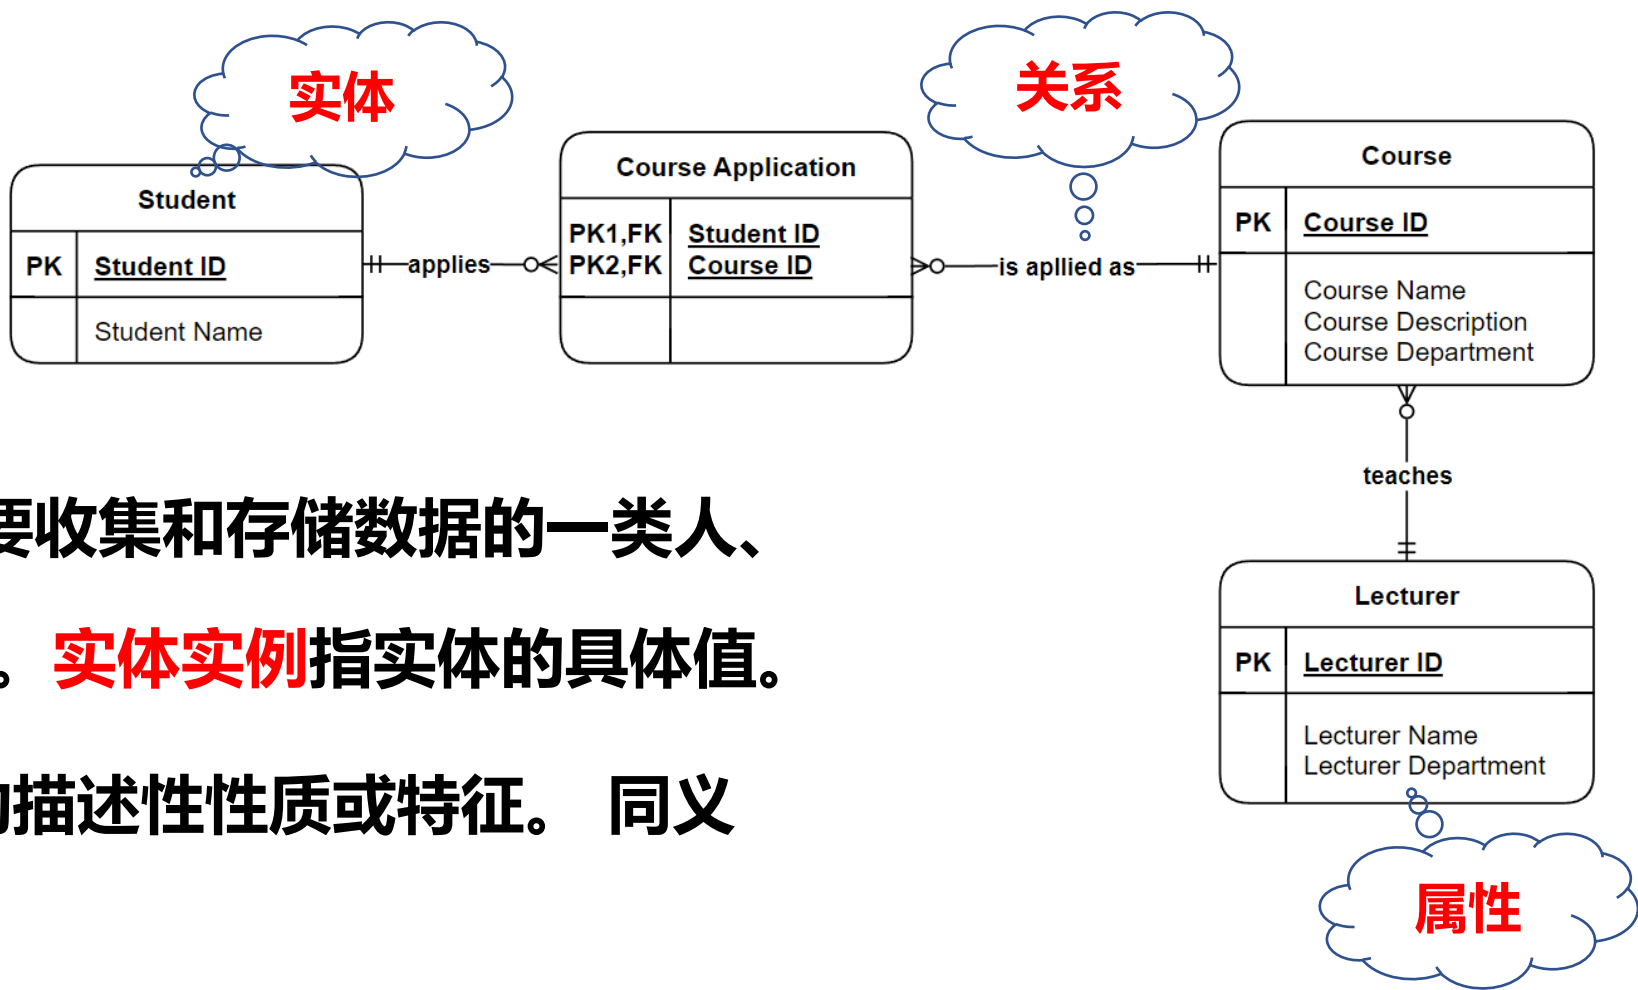 实体
关系
Student
PK Student ID
Student Name
applies
Course Application
PK1,FK Student ID
PK2,FK Course ID
is apllied as
Course
PK Course ID
Course Name
Course Description
Course Department
teaches
Lecturer
PK Lecturer ID
Lecturer Name
Lecturer Department
属性
要收集和存储数据的一类人、
。实体实例指实体的具体值。
描述性性质或特征。 同义